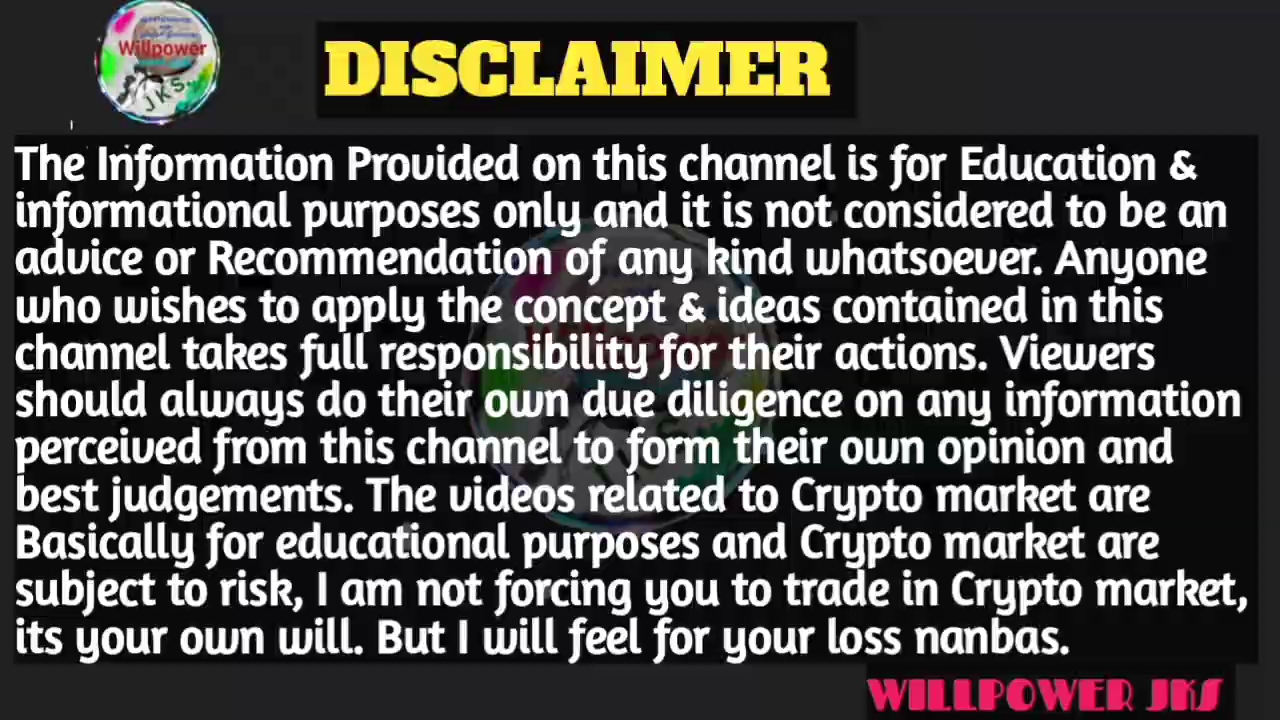 Willpower
JKS
DISCLAIMER
The Information Provided on this channel is for Education &
informational purposes only and it is not considered to be an
advice or Recommendation of any kind whatsoever. Anyone
who wishes to apply the concept & ideas contained in this
channel takes full responsibility for their actions. Viewers
should always do their own due diligence on any information
perceived from this channel to form their own opinion and
best judgements. The videos related to Crypto market are
Basically for educational purposes and Crypto market are
subject to risk, I am not forcing you to trade in Crypto market,
its your own will. But I will feel for your loss nanbas.
WILLPOWER JKS